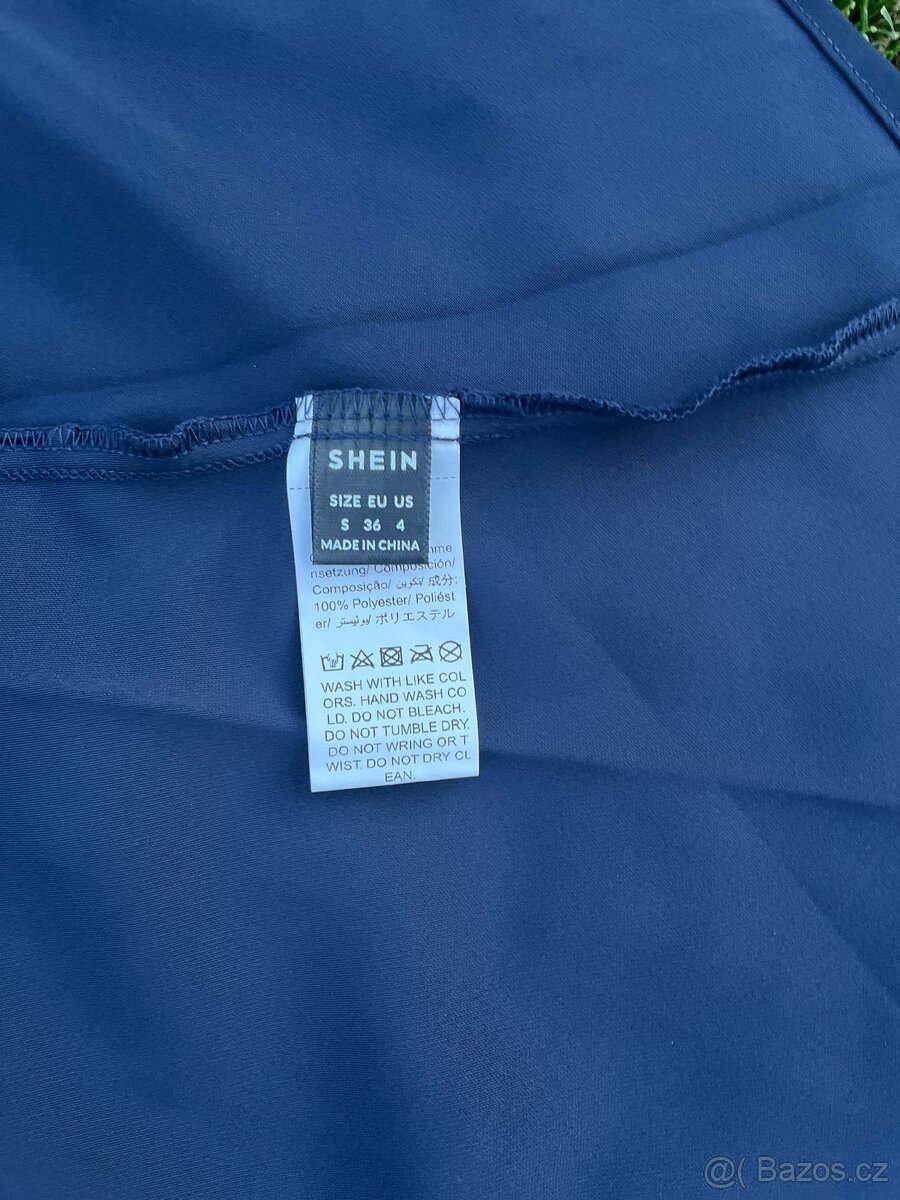 SHEIN
SIZE EU US
S 36 4
MADE IN CHINA
nsetzung/ Composición/
Composição/ تكوين/ 成分:
100% Polyester/ Poliést
er/ بوليستر/ ポリエステル
WASH WITH LIKE COL
ORS. HAND WASH CO
LD. DO NOT BLEACH.
DO NOT TUMBLE DRY.
DO NOT WRING OR T
WIST. DO NOT DRY CL
EAN.
@( Bazos.cz